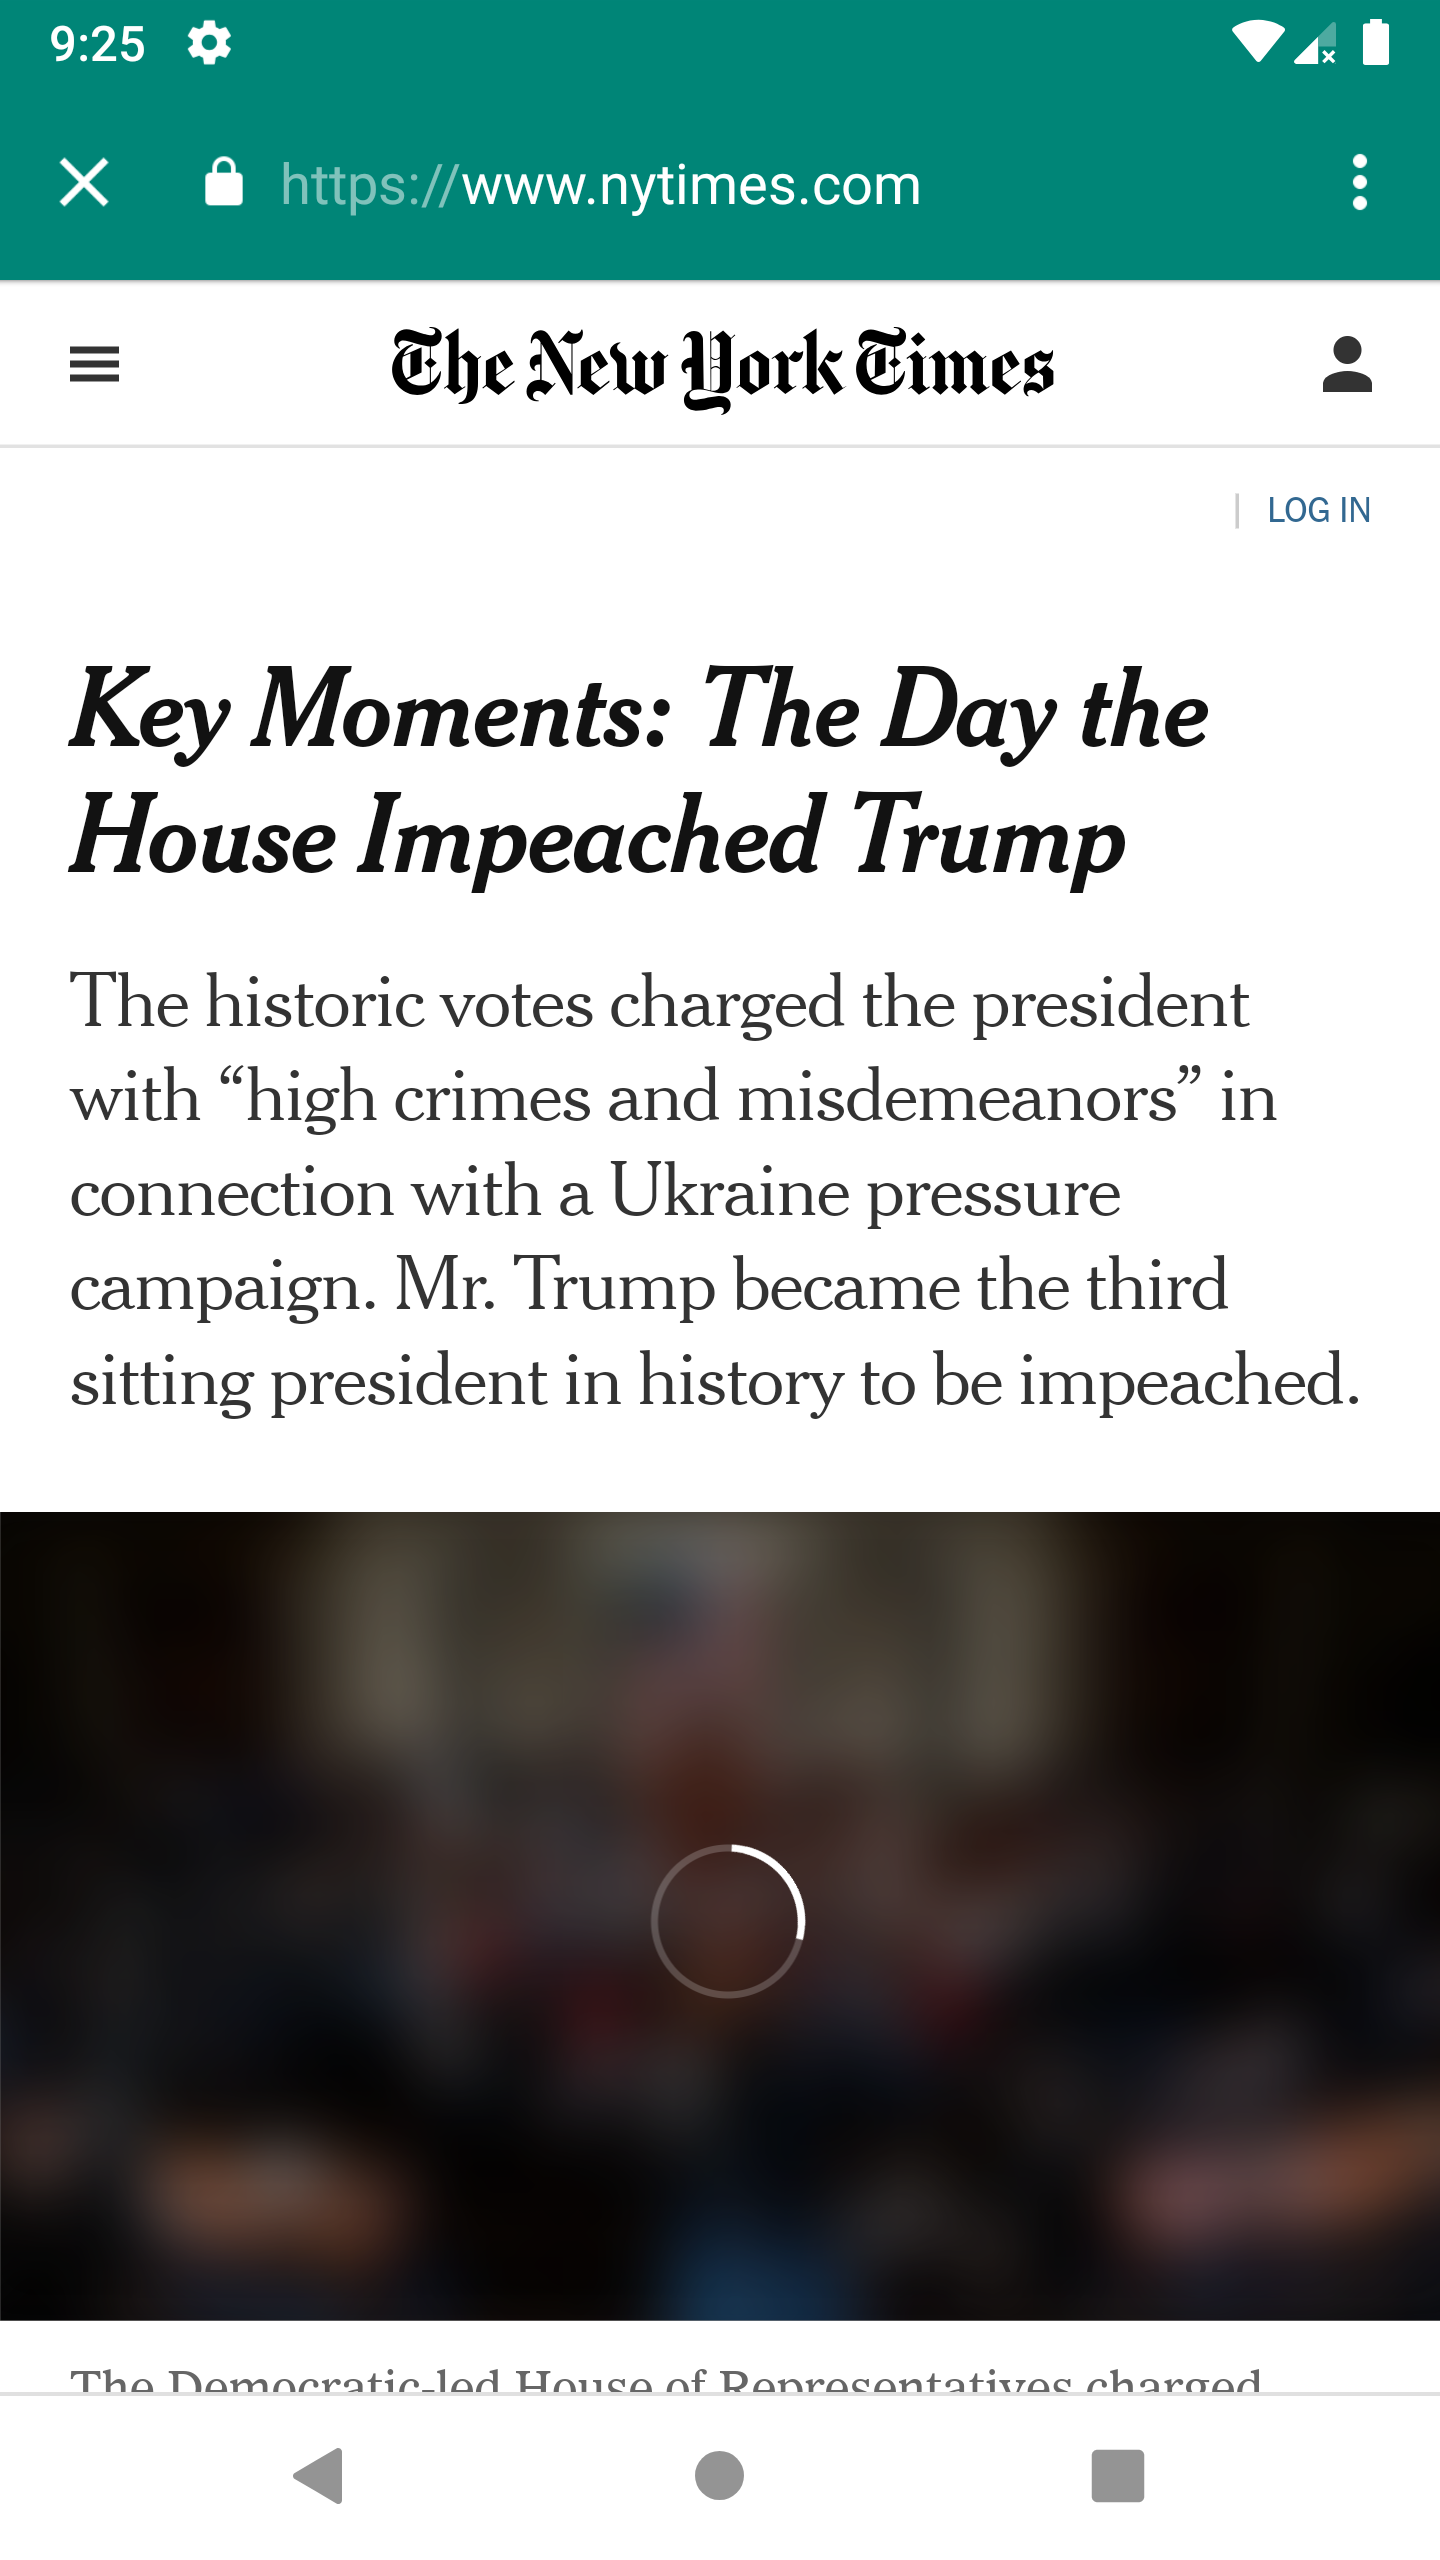 9:25
https://www.nytimes.com
The New York Times
LOG IN
Key Moments: The Day the
House Impeached Trump
The historic votes charged the president
with “high crimes and misdemeanors” in
connection with a Ukraine pressure
campaign. Mr. Trump became the third
sitting president in history to be impeached.
The Democratic-led House of Representatives charged